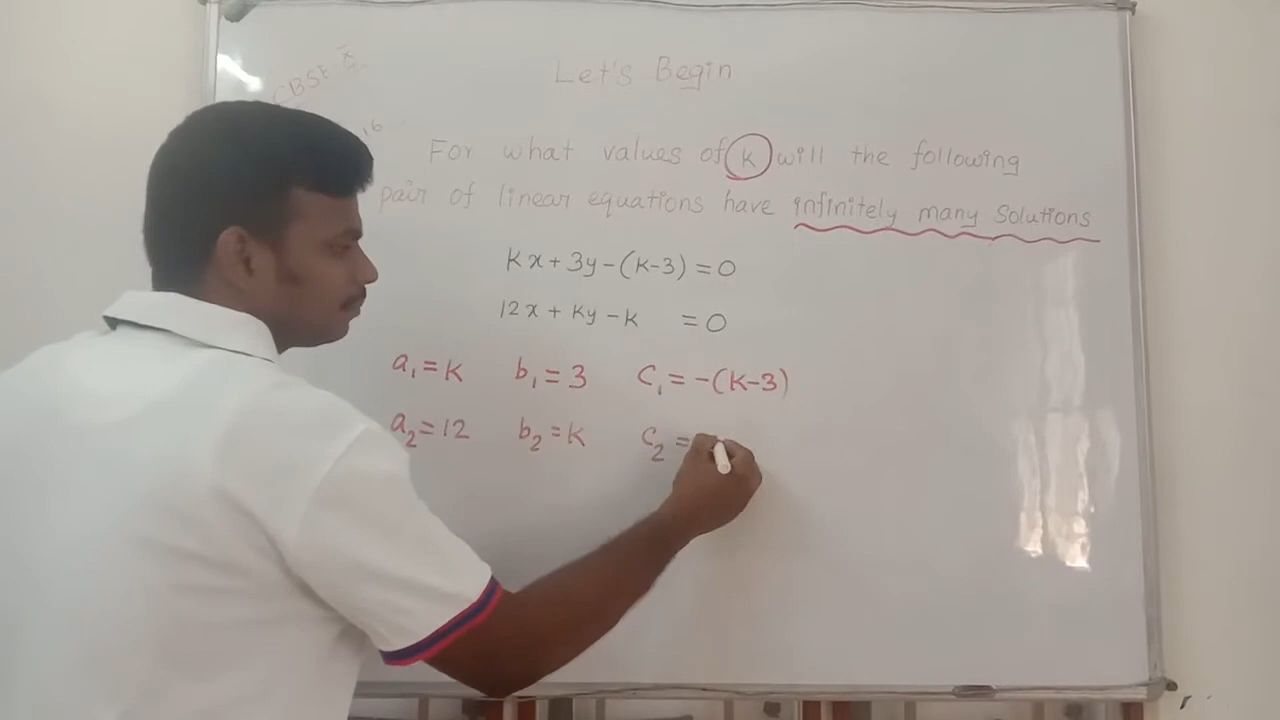 Let's Begin
CBSE X
For what values of k will the following
pair of linear equations have infinitely many solutions
kx + 3y - (k-3) = 0
12x + ky - k = 0
a₁ = k b₁ = 3 c₁ = -(k-3)
a₂ = 12 b₂ = k c₂ =